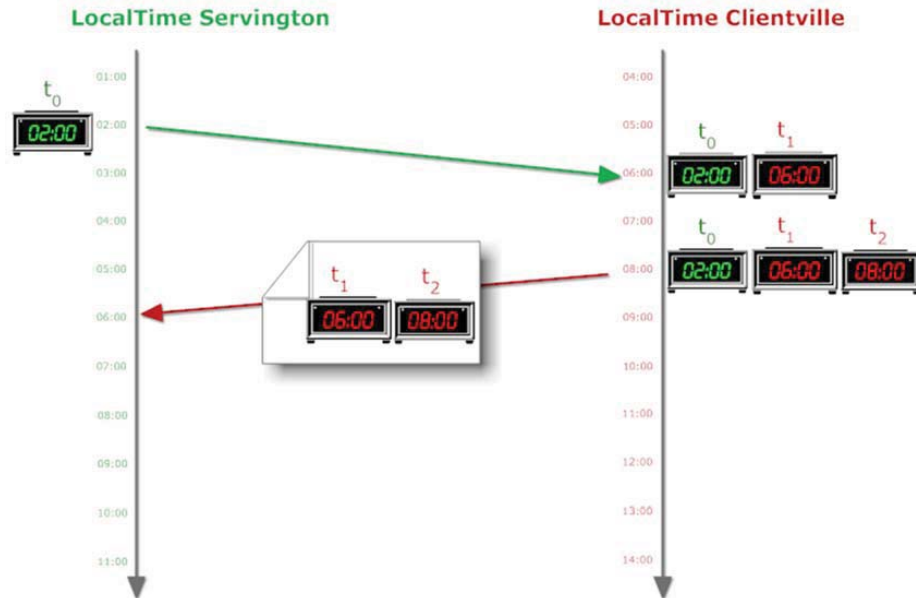 LocalTime Servington LocalTime Clientville
01:00 04:00
t0
02:00 02:00 05:00 t0 t1
03:00 06:00 02:00 06:00
04:00 07:00
t0 t1 t2
05:00 08:00 02:00 06:00 08:00
t1 t2
06:00 06:00 08:00 09:00
07:00 10:00
08:00 11:00
09:00 12:00
10:00 13:00
11:00 14:00